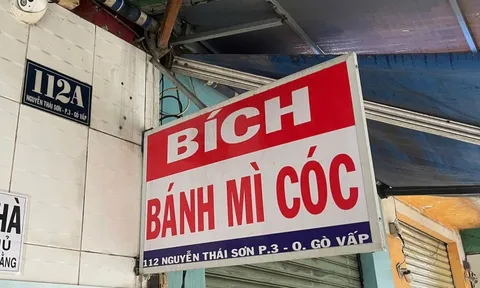 112A
NGUYỄN THÁI SƠN - P.3 - GÒ VẤP
BÍCH
BÁNH MÌ CÓC
112 NGUYỄN THÁI SƠN P.3 - Q. GÒ VẤP